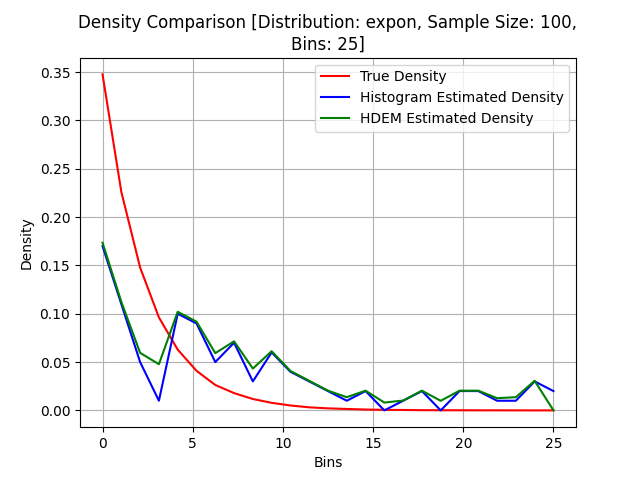 Density Comparison [Distribution: expon, Sample Size: 100,
Bins: 25]
True Density
Histogram Estimated Density
HDEM Estimated Density
Density
0.35
0.30
0.25
0.20
0.15
0.10
0.05
0.00
0
5
10
15
20
25
Bins